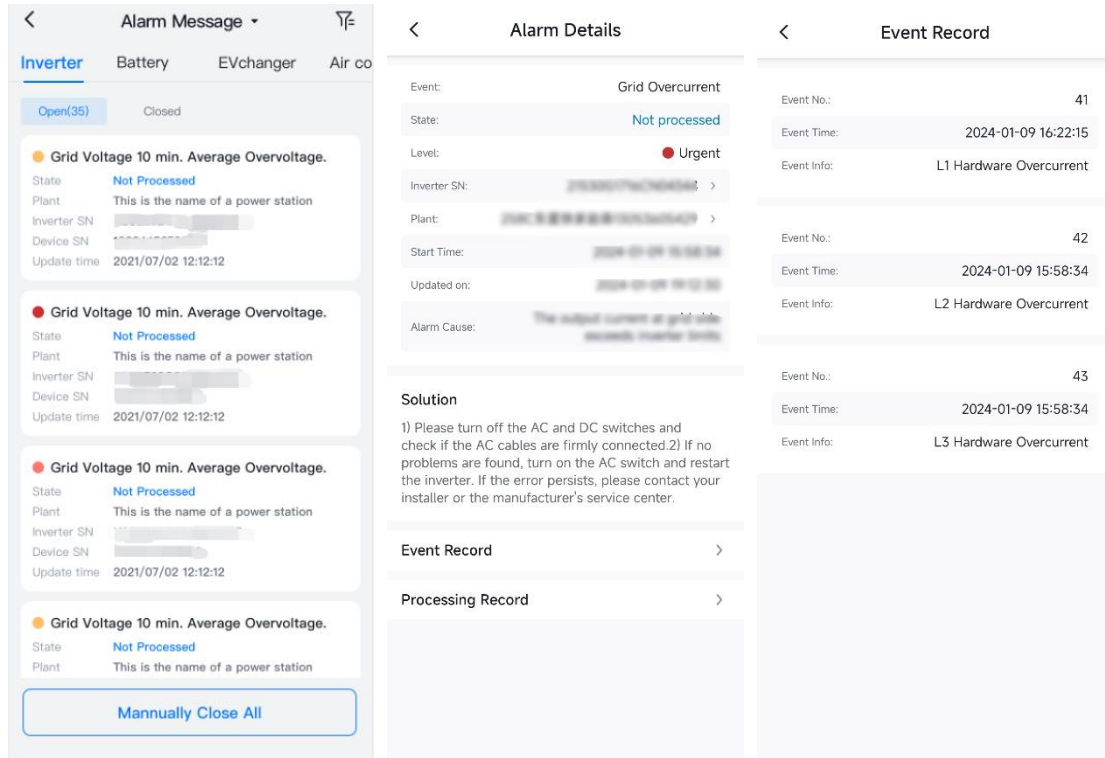 Alarm Message
Inverter Battery EVchanger Air co
Open(35) Closed
Grid Voltage 10 min. Average Overvoltage.
State Not Processed
Plant This is the name of a power station
Inverter SN
Device SN
Update time 2021/07/02 12:12:12
Grid Voltage 10 min. Average Overvoltage.
State Not Processed
Plant This is the name of a power station
Inverter SN
Device SN
Update time 2021/07/02 12:12:12
Grid Voltage 10 min. Average Overvoltage.
State Not Processed
Plant This is the name of a power station
Inverter SN
Device SN
Update time 2021/07/02 12:12:12
Grid Voltage 10 min. Average Overvoltage.
State Not Processed
Plant This is the name of a power station
Mannually Close All
Alarm Details
Event: Grid Overcurrent
State: Not processed
Level: Urgent
Inverter SN:
Plant:
Start Time:
Updated on:
Alarm Cause: The output current at grid side
exceeds inverter limits
Solution
1) Please turn off the AC and DC switches and
check if the AC cables are firmly connected.2) If no
problems are found, turn on the AC switch and restart
the inverter. If the error persists, please contact your
installer or the manufacturer's service center.
Event Record
Processing Record
Event Record
Event No.: 41
Event Time: 2024-01-09 16:22:15
Event Info: L1 Hardware Overcurrent
Event No.: 42
Event Time: 2024-01-09 15:58:34
Event Info: L2 Hardware Overcurrent
Event No.: 43
Event Time: 2024-01-09 15:58:34
Event Info: L3 Hardware Overcurrent